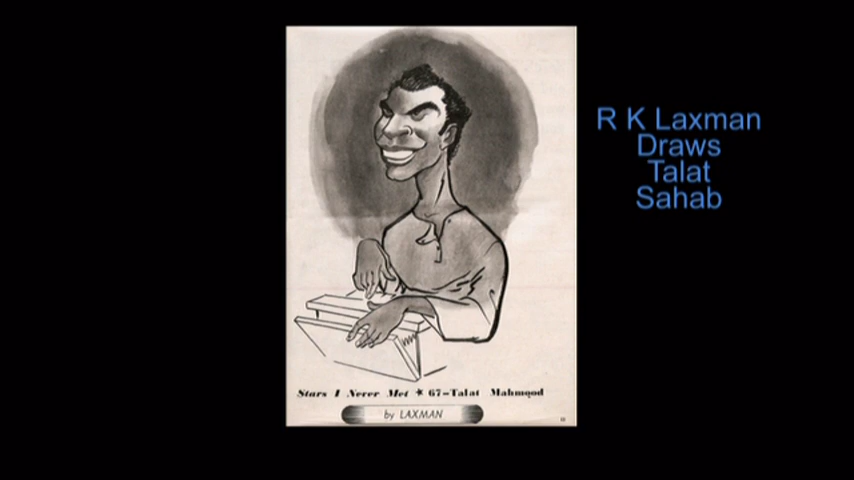 R K Laxman
Draws
Talat
Sahab
Stars I Never Met * 67-Talat Mahmood
by LAXMAN